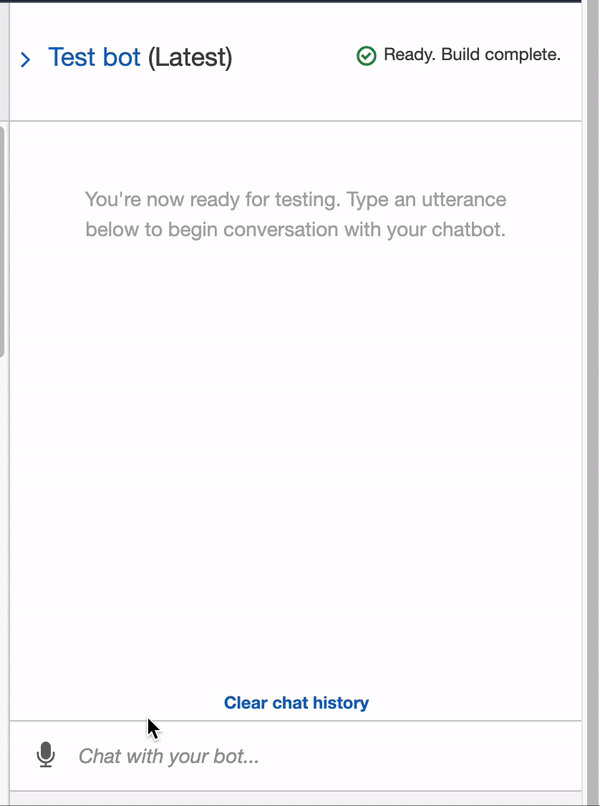 Test bot (Latest)
Ready. Build complete.
You're now ready for testing. Type an utterance
below to begin conversation with your chatbot.
Clear chat history
Chat with your bot...